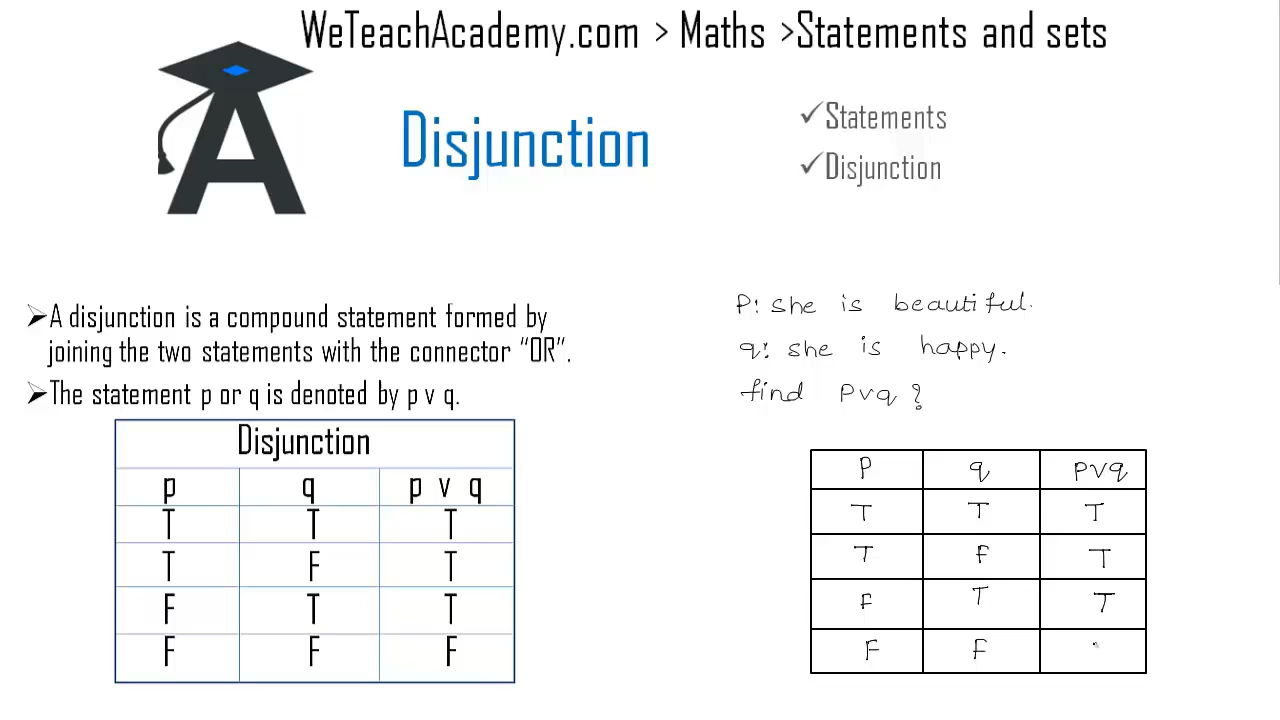 WeTeachAcademy.com > Maths >Statements and sets
Disjunction
✓Statements
✓Disjunction
➢A disjunction is a compound statement formed by
joining the two statements with the connector “OR”.
➢The statement p or q is denoted by p v q.
Disjunction
p q p v q
T T T
T F T
F T T
F F F
P: she is beautiful.
q: she is happy.
find pvq ?
P q pvq
T T T
T F T
F T T
F F